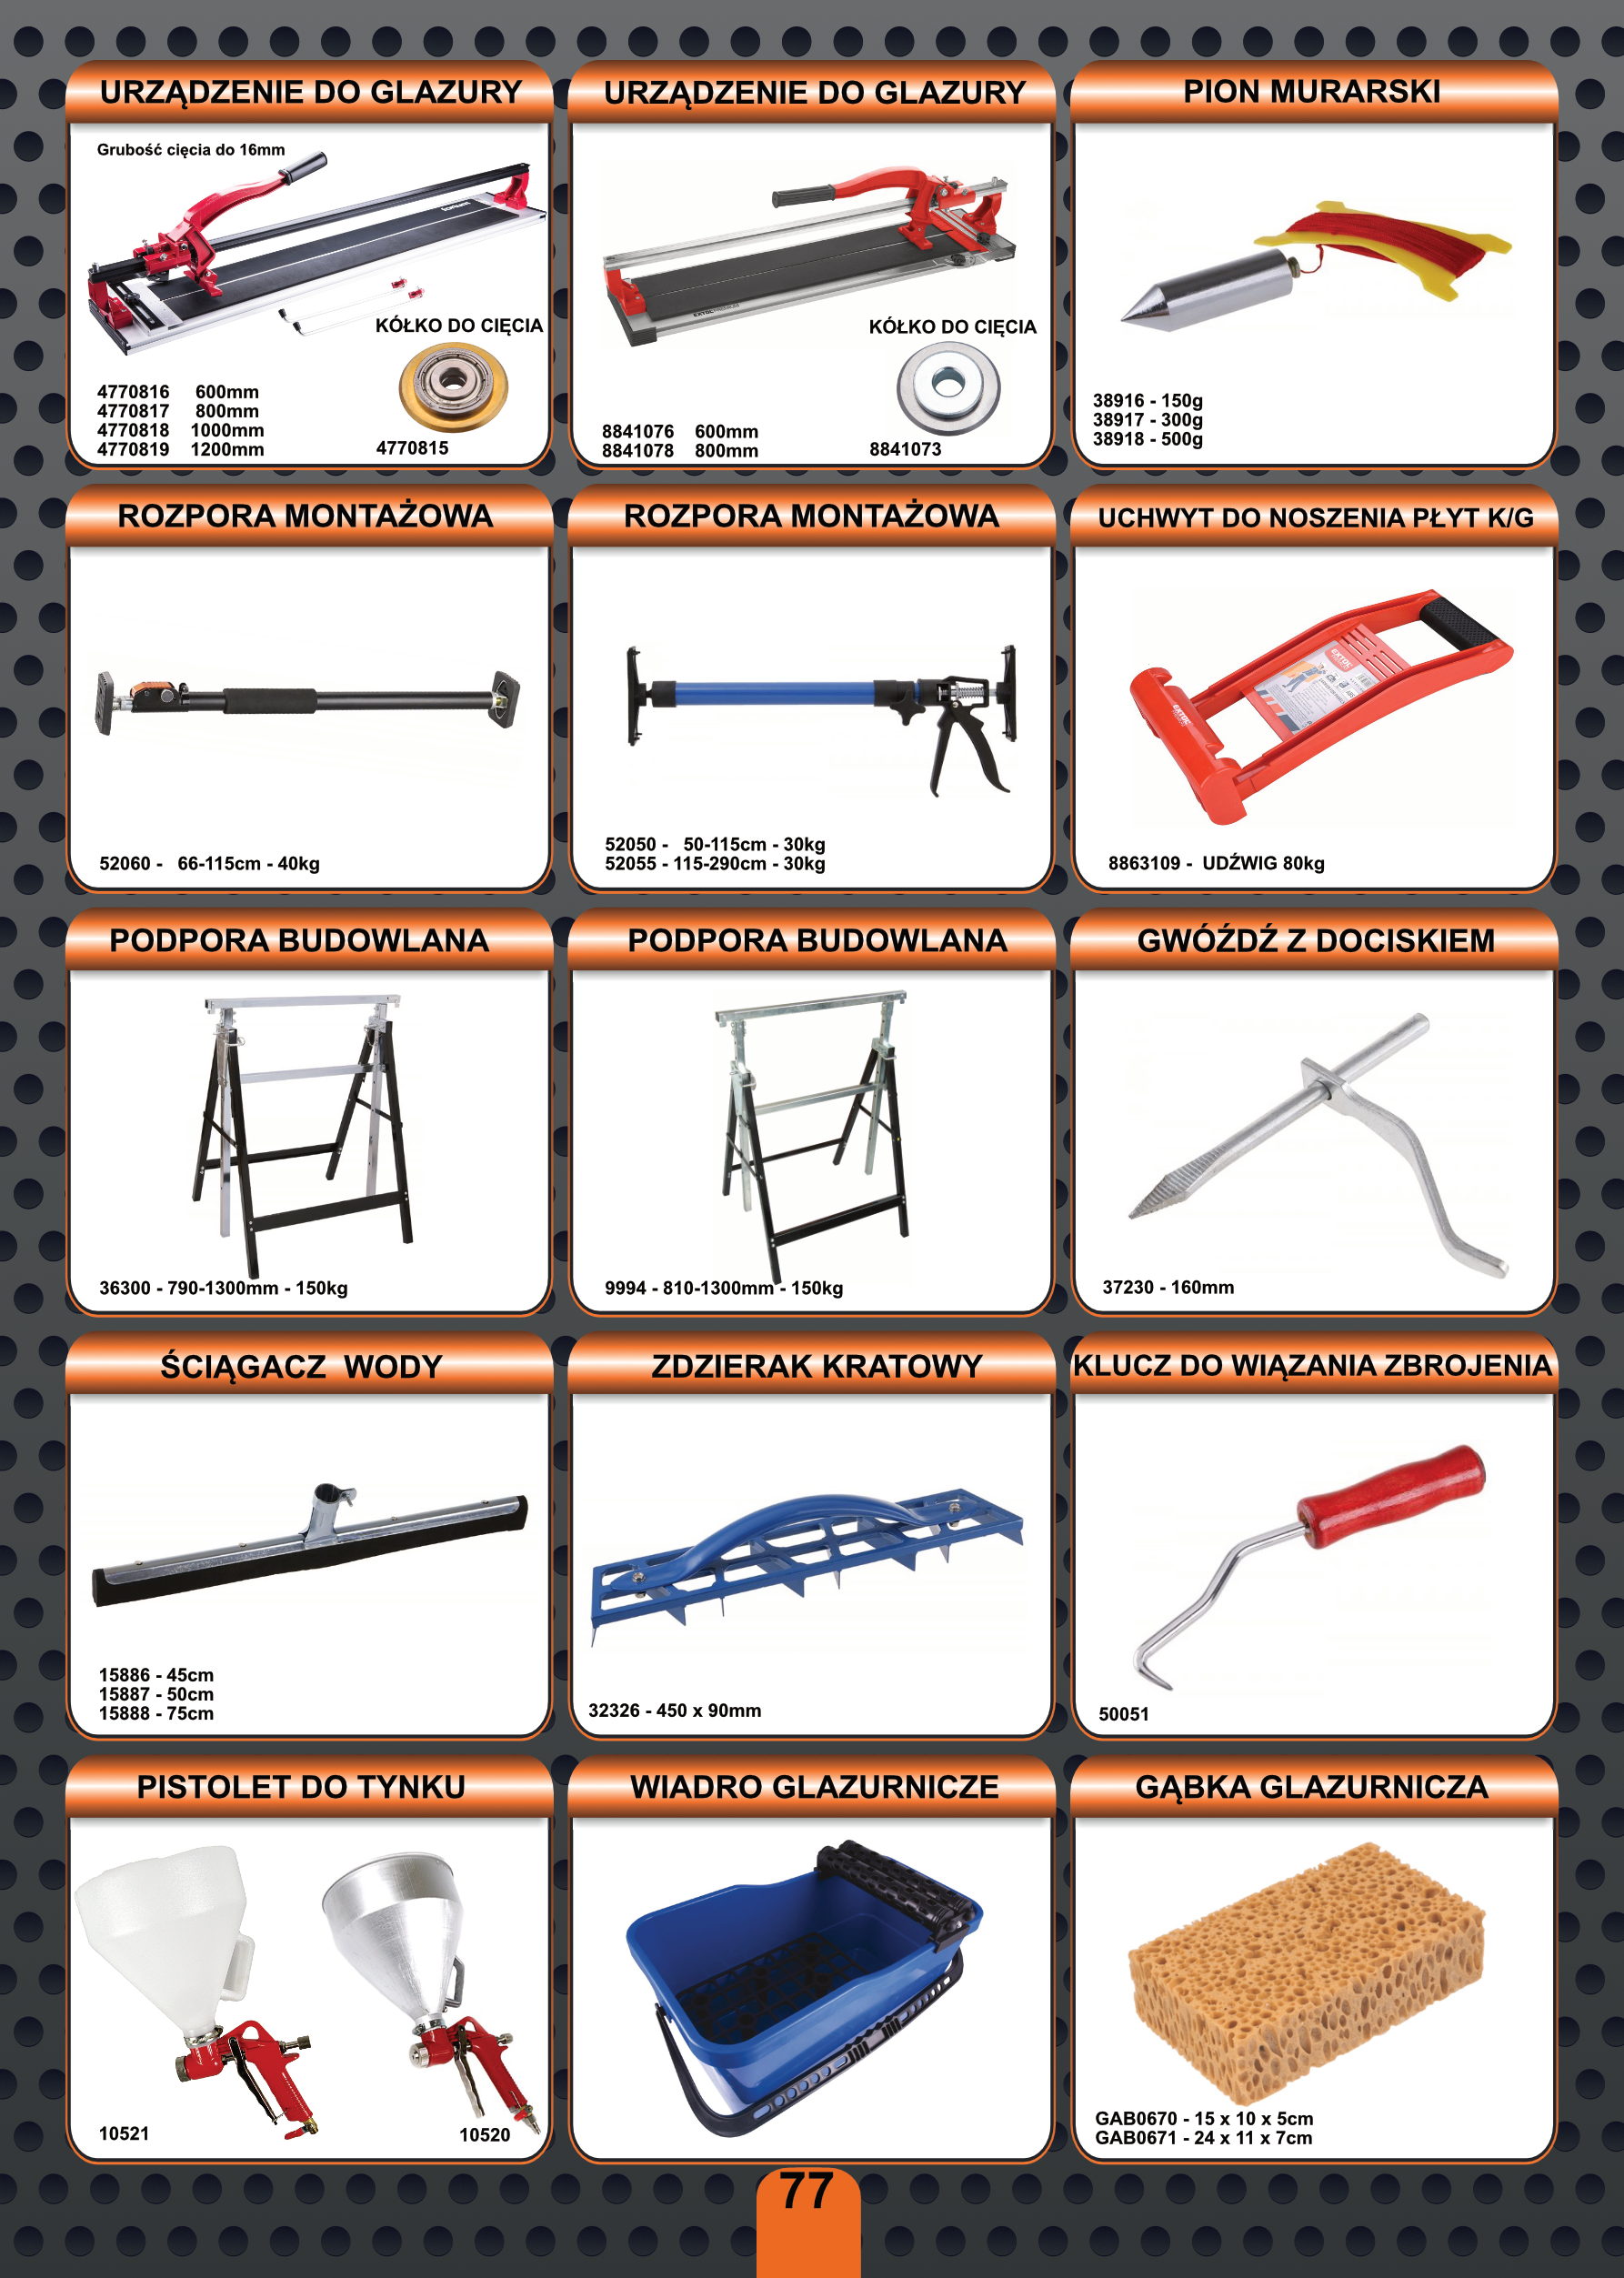 URZĄDZENIE DO GLAZURY
Grubość cięcia do 16mm
KÓŁKO DO CIĘCIA
4770816 600mm
4770817 800mm
4770818 1000mm
4770819 1200mm
4770815
URZĄDZENIE DO GLAZURY
KÓŁKO DO CIĘCIA
8841076 600mm
8841078 800mm
8841073
PION MURARSKI
38916 - 150g
38917 - 300g
38918 - 500g
ROZPORA MONTAŻOWA
52060 - 66-115cm - 40kg
ROZPORA MONTAŻOWA
52050 - 50-115cm - 30kg
52055 - 115-290cm - 30kg
UCHWYT DO NOSZENIA PŁYT K/G
EXTOL
EXTOL
8863109 - UDŹWIG 80kg
PODPORA BUDOWLANA
36300 - 790-1300mm - 150kg
PODPORA BUDOWLANA
9994 - 810-1300mm - 150kg
GWÓŹDŹ Z DOCISKIEM
37230 - 160mm
ŚCIĄGACZ WODY
15886 - 45cm
15887 - 50cm
15888 - 75cm
ZDZIERAK KRATOWY
32326 - 450 x 90mm
KLUCZ DO WIĄZANIA ZBROJENIA
50051
PISTOLET DO TYNKU
10521
10520
WIADRO GLAZURNICZE
GĄBKA GLAZURNICZA
GAB0670 - 15 x 10 x 5cm
GAB0671 - 24 x 11 x 7cm
77